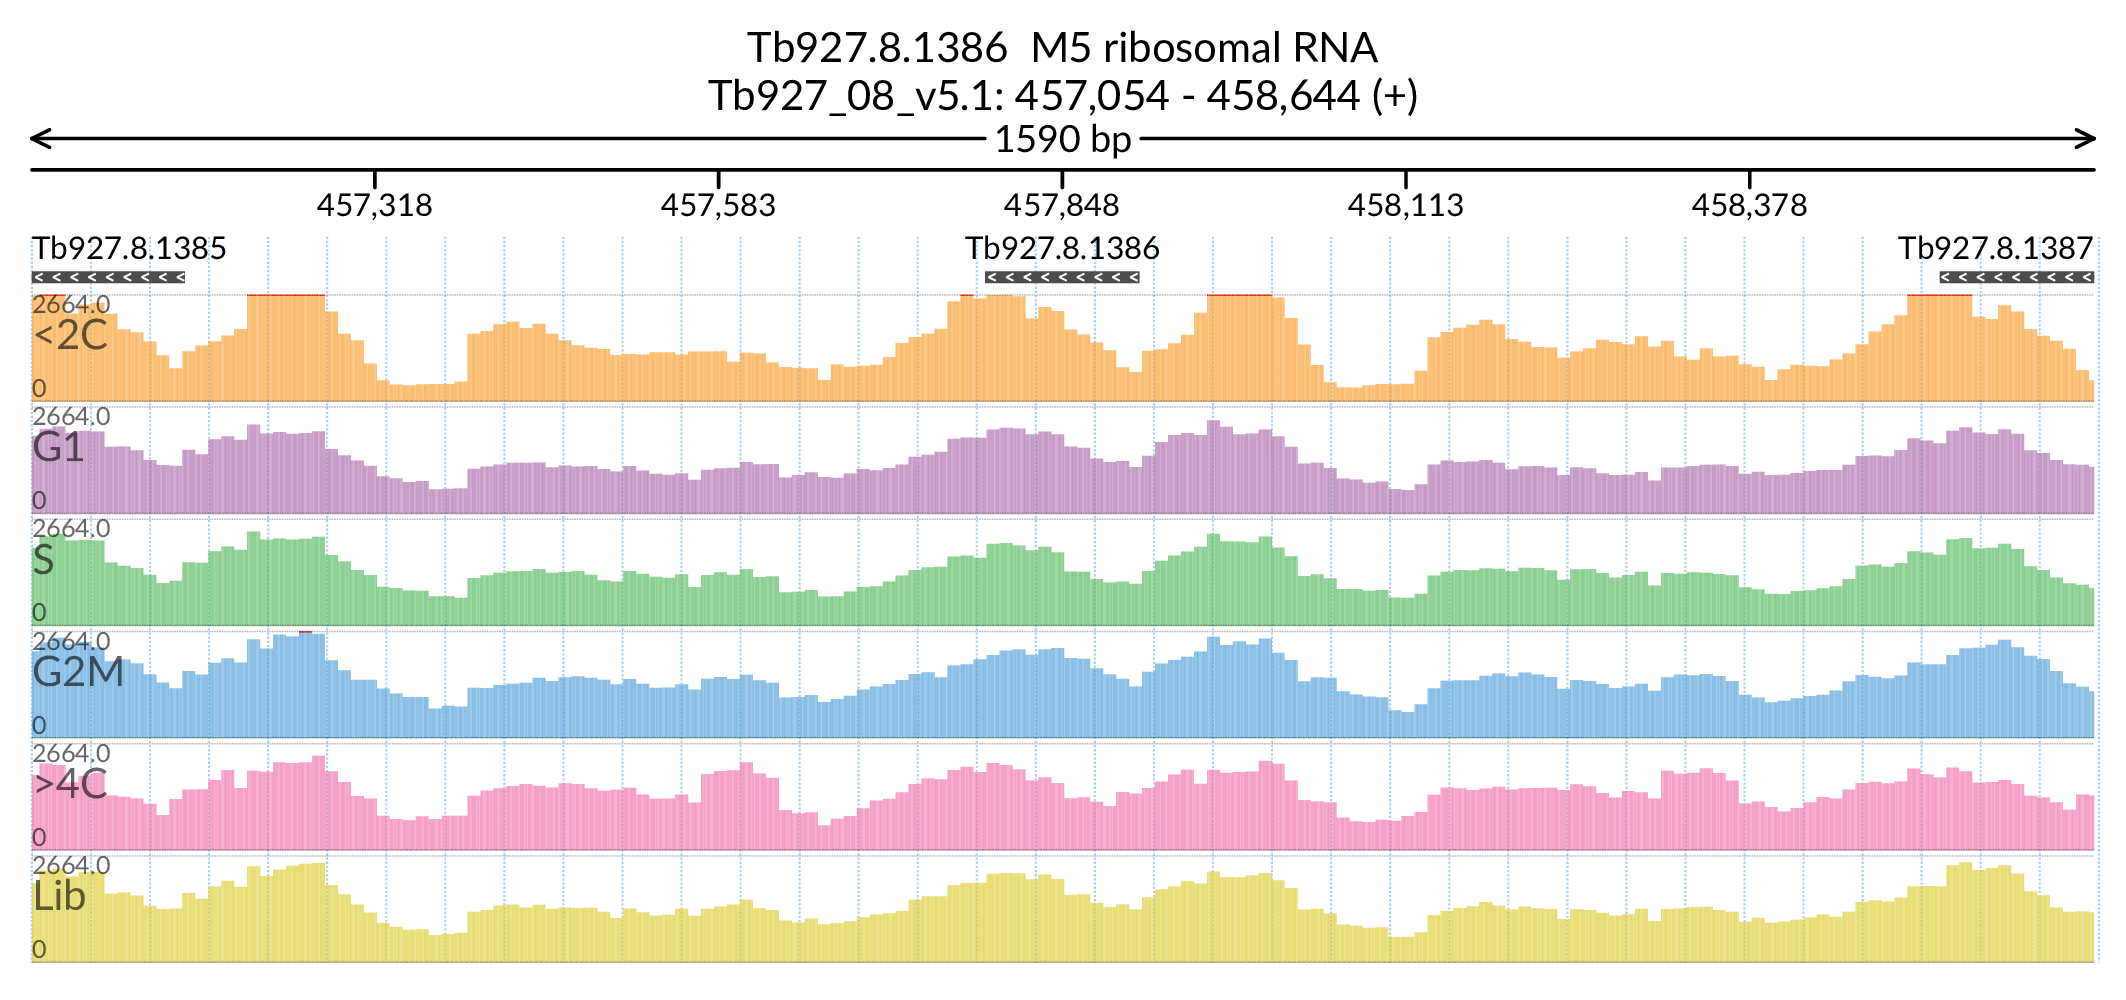 Tb927.8.1386  M5 ribosomal RNA
Tb927_08_v5.1: 457,054 - 458,644 (+)
1590 bp
457,318 457,583 457,848 458,113 458,378
Tb927.8.1385 Tb927.8.1386 Tb927.8.1387
2664.0
<2C
0
2664.0
G1
0
2664.0
S
0
2664.0
G2M
0
2664.0
>4C
0
2664.0
Lib
0